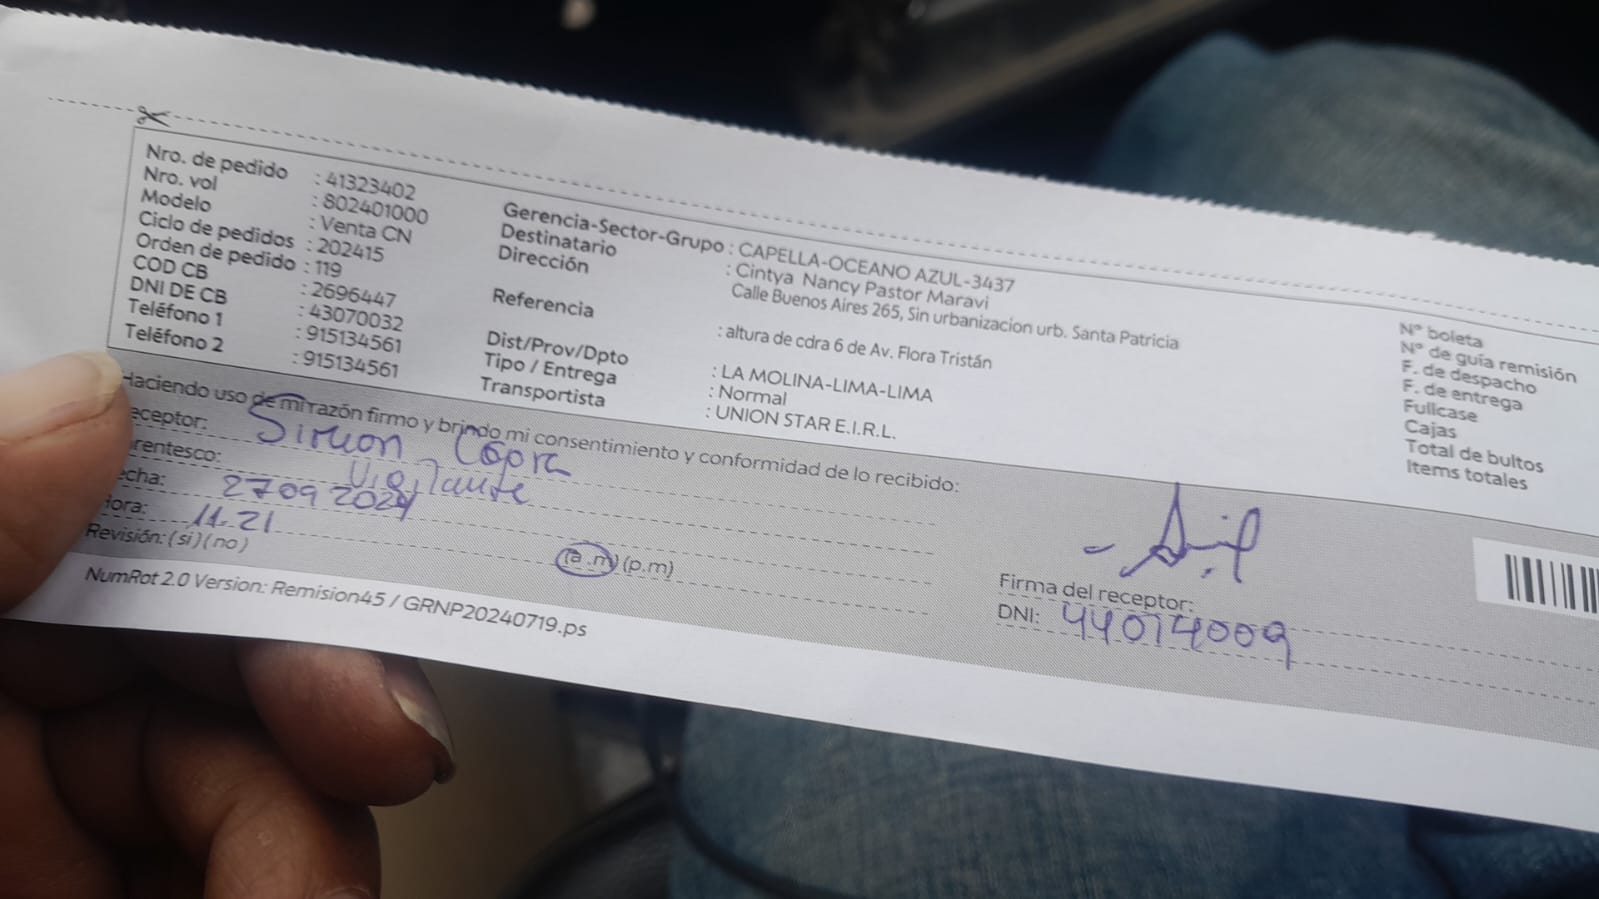 Nro. de pedido : 41323402
Nro. vol : 802401000
Modelo : Venta CN
Ciclo de pedidos : 202415
Orden de pedido : 119
COD CB : 2696447
DNI DE CB : 43070032
Teléfono 1 : 915134561
Teléfono 2 : 915134561
Gerencia-Sector-Grupo : CAPELLA-OCEANO AZUL-3437
Destinatario : Cintya Nancy Pastor Maravi
Dirección Calle Buenos Aires 265, Sin urbanizacion urb. Santa Patricia
Referencia : altura de cdra 6 de Av. Flora Tristán
Dist/Prov/Dpto : LA MOLINA-LIMA-LIMA
Tipo / Entrega : Normal
Transportista : UNION STAR E.I.R.L.
N° boleta
N° de guía remisión
F. de despacho
F. de entrega
Fullcase
Cajas
Total de bultos
Items totales
Haciendo uso de mi razón firmo y brindo mi consentimiento y conformidad de lo recibido:
eceptor: Simon
rentesco: Vigilante
echa: 27 09 2024
ora: 11.21 (a.m) (p.m)
Revisión: (si) (no)
Firma del receptor:
DNI: 44074009
NumRot 2.0 Version: Remision45 / GRNP20240719.ps